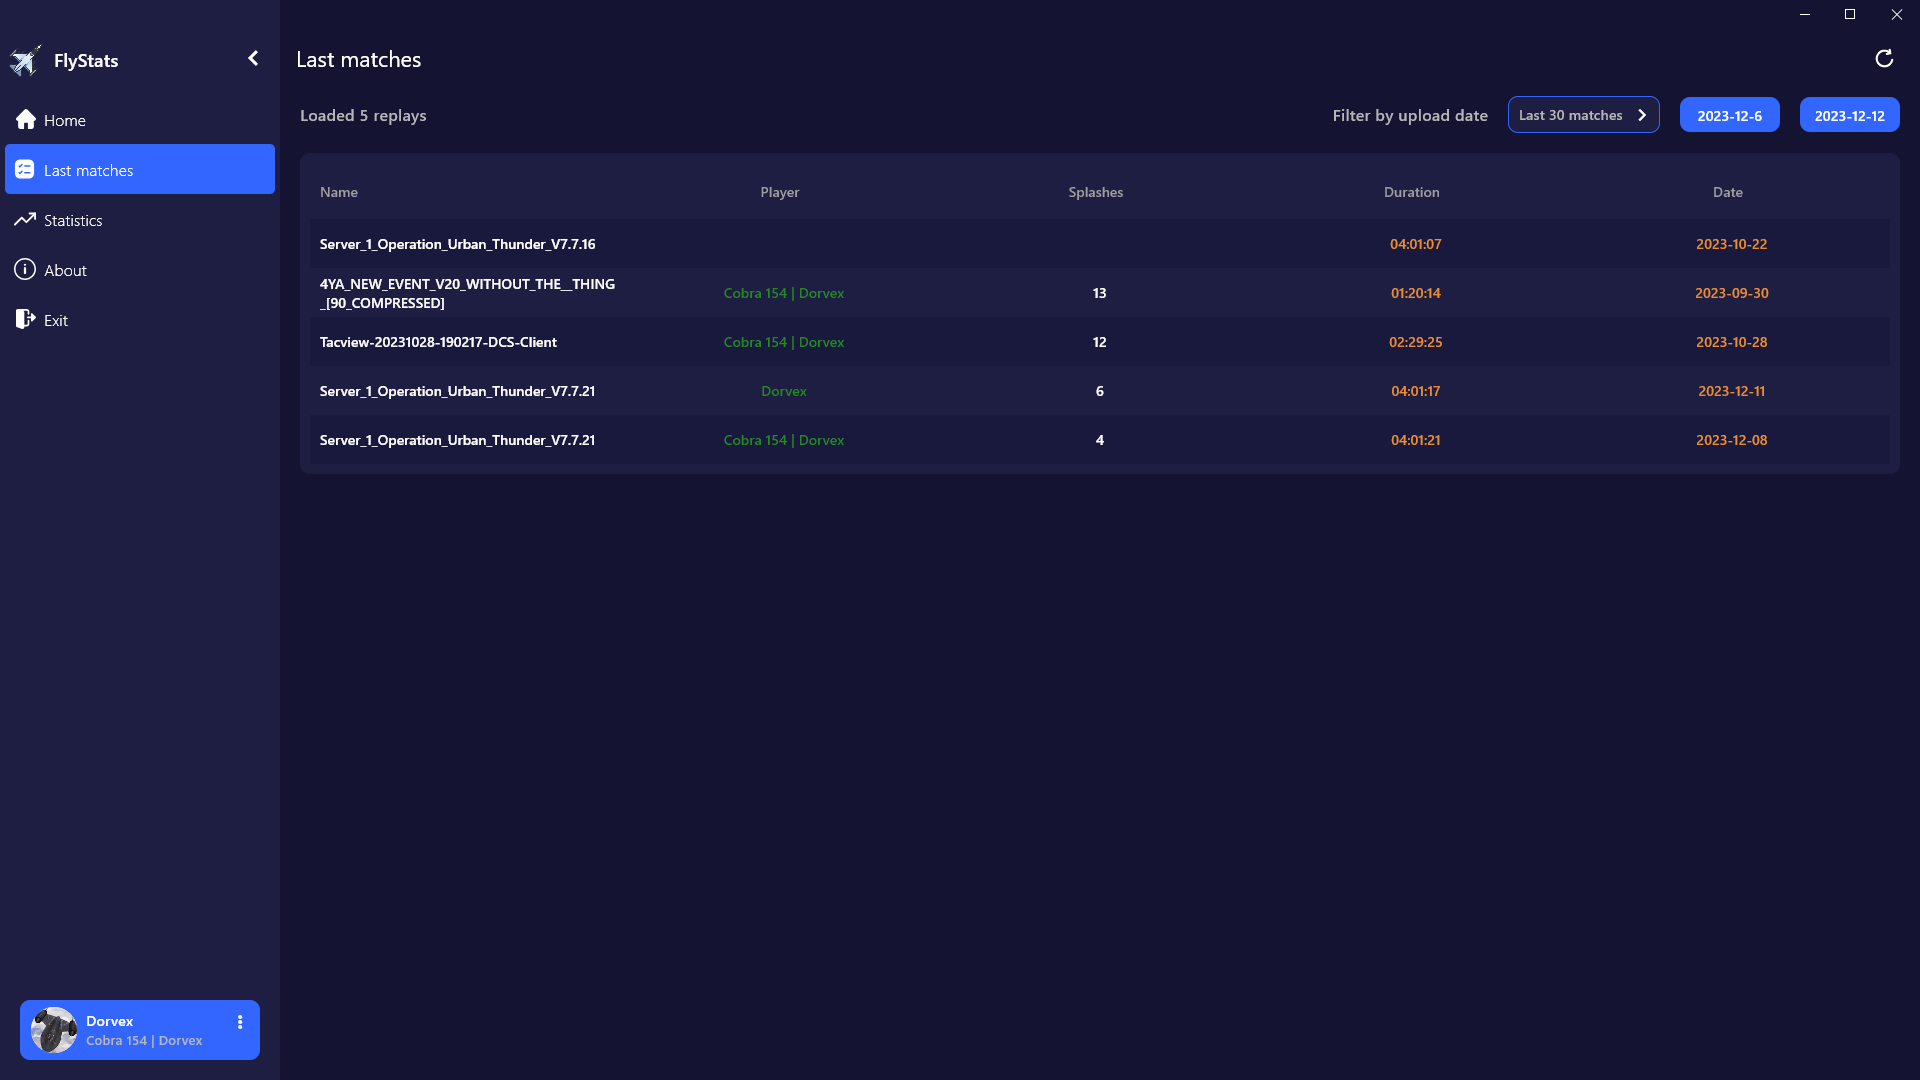 FlyStats
Home
Last matches
Statistics
About
Exit
Last matches
Loaded 5 replays
Filter by upload date
Last 30 matches
2023-12-6
2023-12-12
Name Player Splashes Duration Date
Server_1_Operation_Urban_Thunder_V7.7.16 04:01:07 2023-10-22
4YA_NEW_EVENT_V20_WITHOUT_THE__THING
_[90_COMPRESSED] Cobra 154 | Dorvex 13 01:20:14 2023-09-30
Tacview-20231028-190217-DCS-Client Cobra 154 | Dorvex 12 02:29:25 2023-10-28
Server_1_Operation_Urban_Thunder_V7.7.21 Dorvex 6 04:01:17 2023-12-11
Server_1_Operation_Urban_Thunder_V7.7.21 Cobra 154 | Dorvex 4 04:01:21 2023-12-08
Dorvex
Cobra 154 | Dorvex